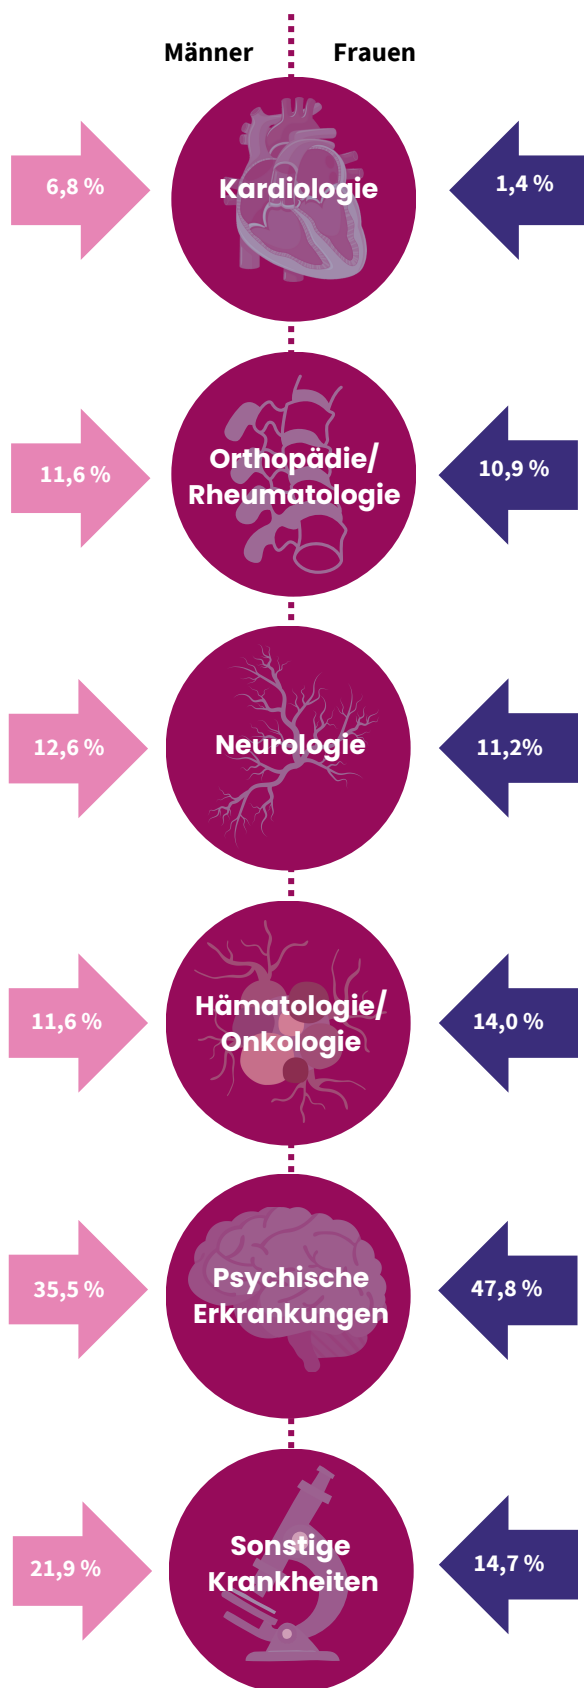 Männer Frauen
6,8 %
Kardiologie
1,4 %
11,6 %
Orthopädie/
Rheumatologie
10,9 %
12,6 %
Neurologie
11,2%
11,6 %
Hämatologie/
Onkologie
14,0 %
35,5 %
Psychische
Erkrankungen
47,8 %
21,9 %
Sonstige
Krankheiten
14,7 %